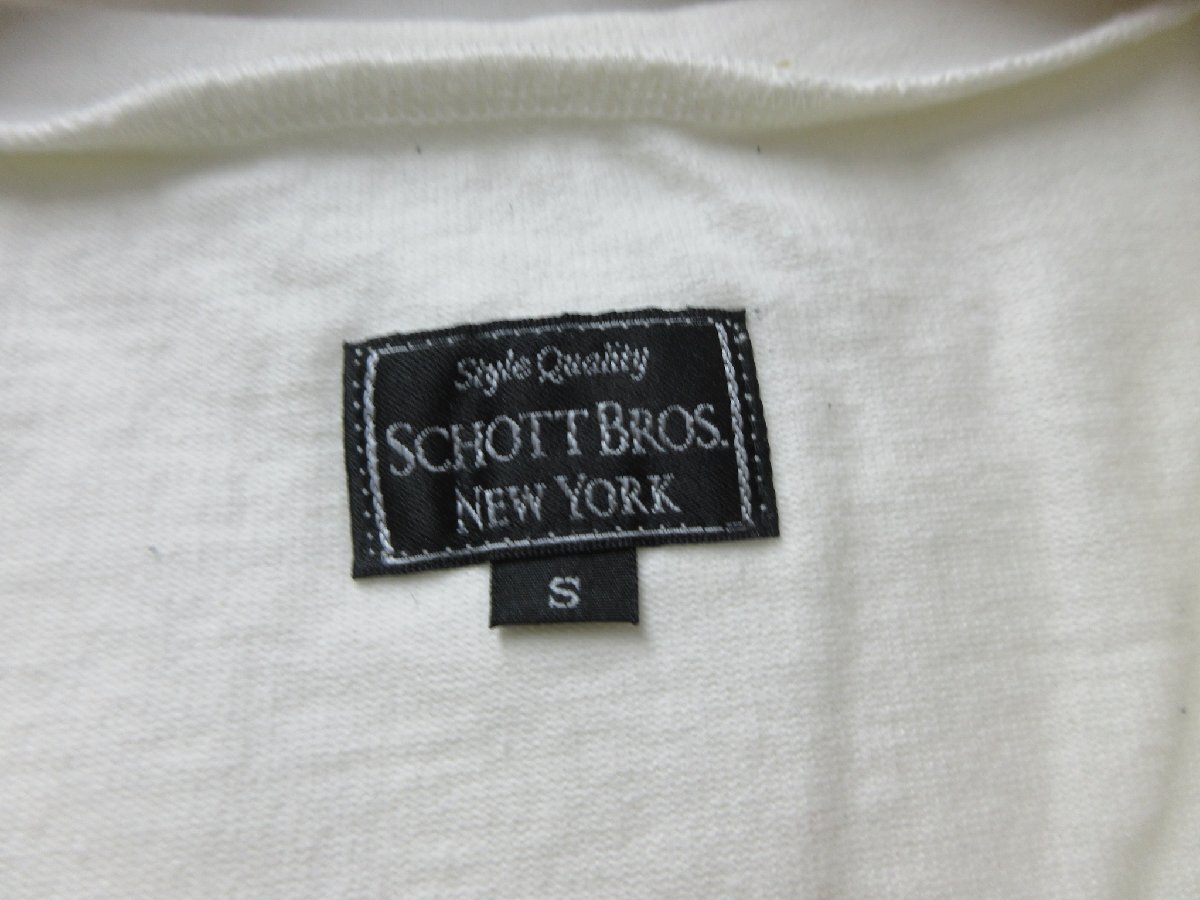 Style Quality
SCHOTT BROS.
NEW YORK
S